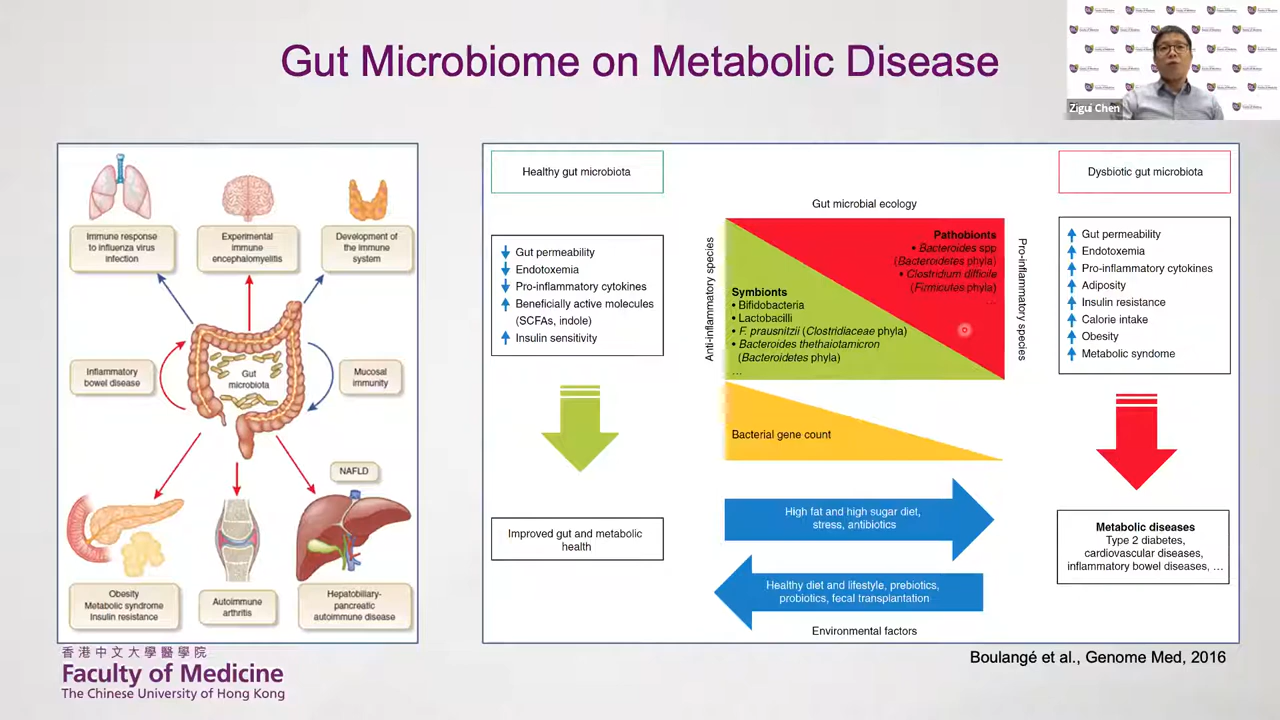 Gut Microbiome on Metabolic Disease
Zigui Chen
Immune response
to influenza virus
infection
Experimental
immune
encephalomyelitis
Development of
the immune
system
Inflammatory
bowel disease
Gut
microbiota
Mucosal
immunity
NAFLD
Obesity
Metabolic syndrome
Insulin resistance
Autoimmune
arthritis
Hepatobiliary-
pancreatic
autoimmune disease
Healthy gut microbiota
Gut permeability
Endotoxemia
Pro-inflammatory cytokines
Beneficially active molecules
(SCFAs, indole)
Insulin sensitivity
Improved gut and metabolic
health
Gut microbial ecology
Anti-inflammatory species
Pathobionts
• Bacteroides spp
(Bacteroidetes phyla)
• Clostridium difficile
(Firmicutes phyla)
...
Symbionts
• Bifidobacteria
• Lactobacilli
• F. prausnitzii (Clostridiaceae phyla)
• Bacteroides thethaiotamicron
(Bacteroidetes phyla)
...
Pro-inflammatory species
Bacterial gene count
High fat and high sugar diet,
stress, antibiotics
Healthy diet and lifestyle, prebiotics,
probiotics, fecal transplantation
Environmental factors
Dysbiotic gut microbiota
Gut permeability
Endotoxemia
Pro-inflammatory cytokines
Adiposity
Insulin resistance
Calorie intake
Obesity
Metabolic syndome
Metabolic diseases
Type 2 diabetes,
cardiovascular diseases,
inflammatory bowel diseases, ...
Boulangé et al., Genome Med, 2016
香港中文大學醫學院
Faculty of Medicine
The Chinese University of Hong Kong